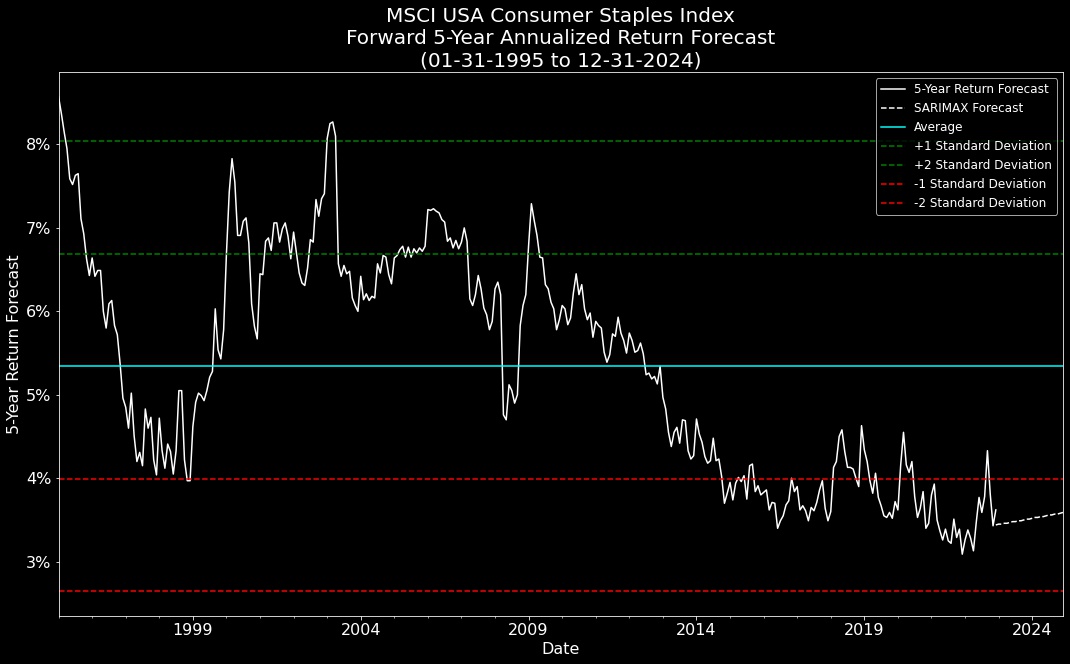 MSCI USA Consumer Staples Index
Forward 5-Year Annualized Return Forecast
(01-31-1995 to 12-31-2024)
5-Year Return Forecast
SARIMAX Forecast
Average
+1 Standard Deviation
+2 Standard Deviation
-1 Standard Deviation
-2 Standard Deviation
5-Year Return Forecast
8%
7%
6%
5%
4%
3%
1999
2004
2009
2014
2019
2024
Date